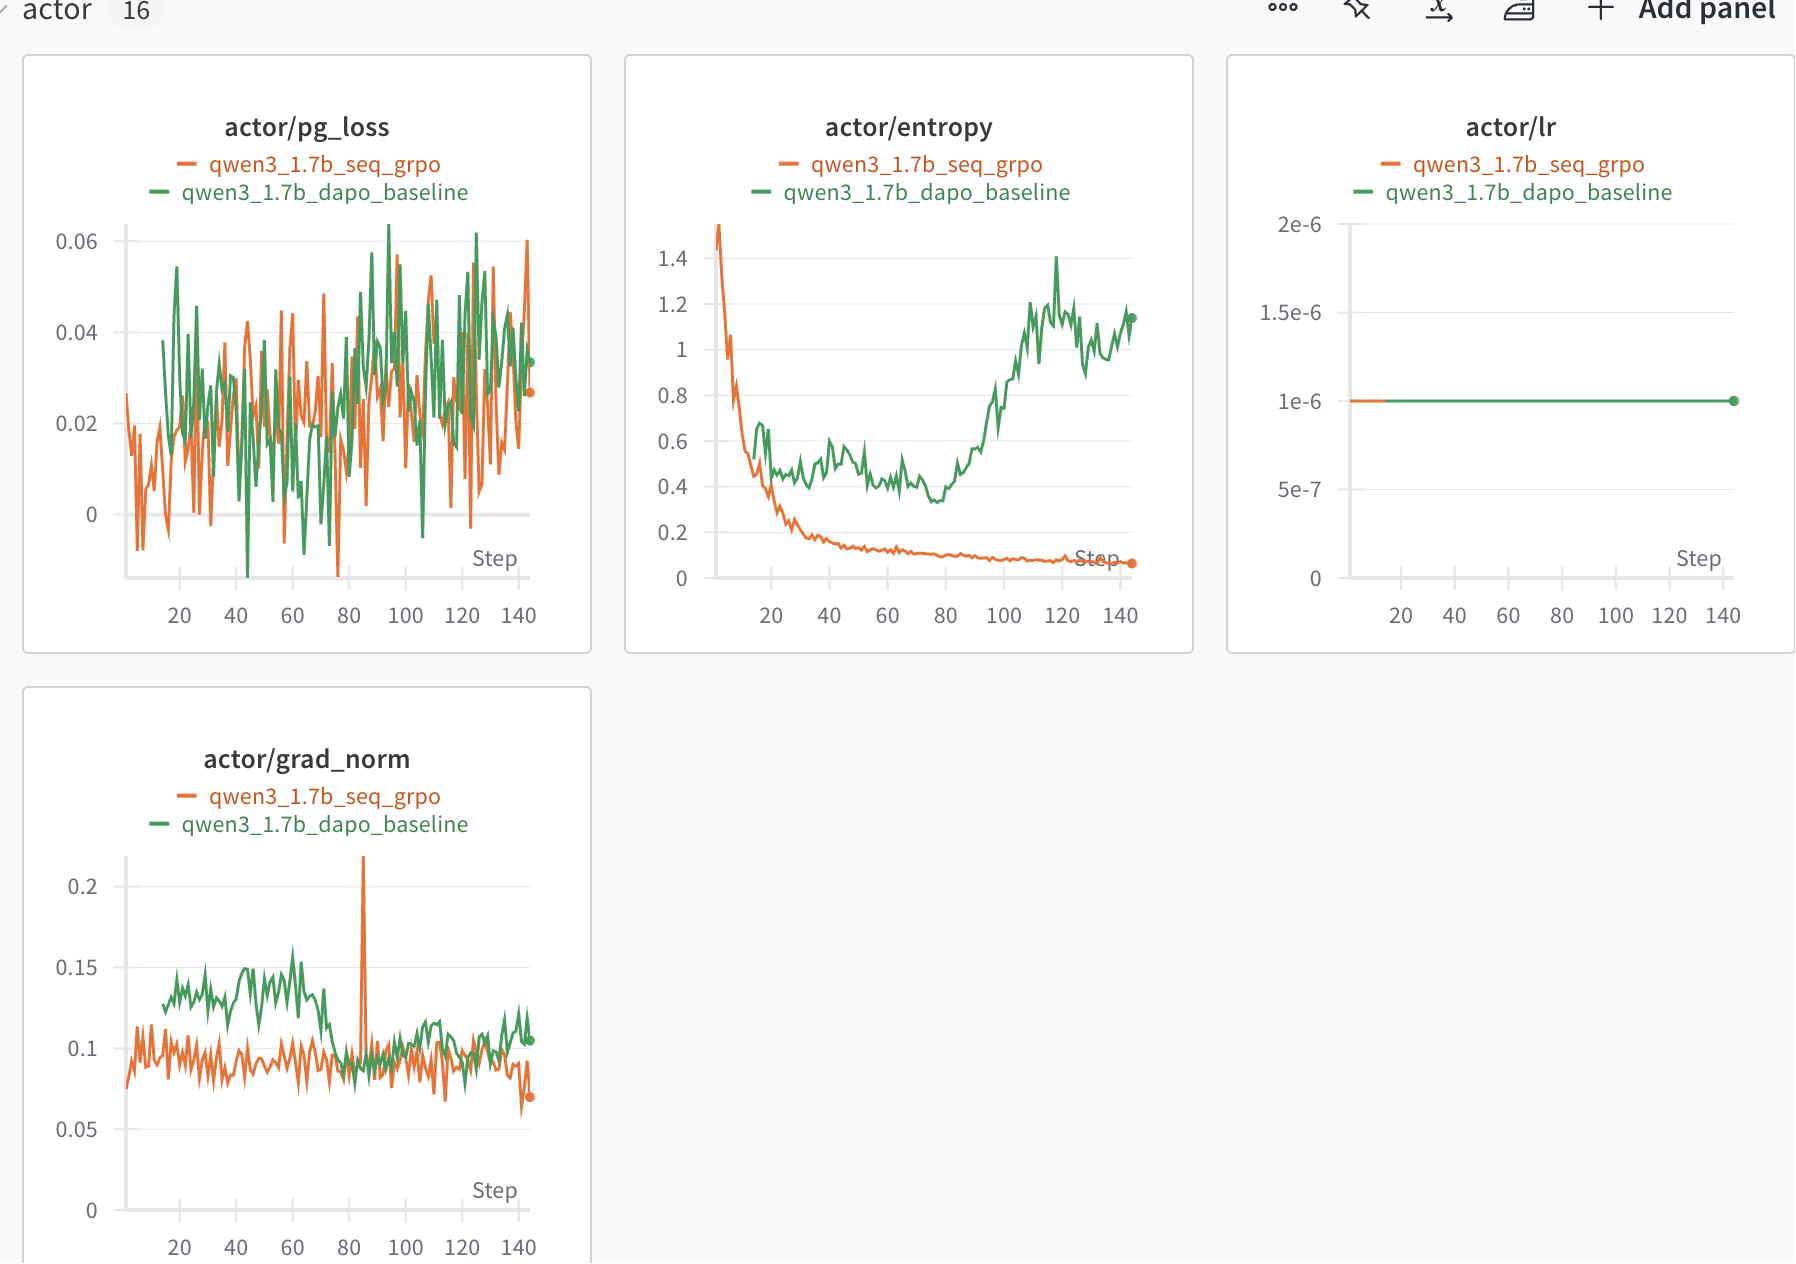 actor 16
Add panel
actor/pg_loss
qwen3_1.7b_seq_grpo
qwen3_1.7b_dapo_baseline
0.06
0.04
0.02
0
Step
20 40 60 80 100 120 140
actor/entropy
qwen3_1.7b_seq_grpo
qwen3_1.7b_dapo_baseline
1.4
1.2
1
0.8
0.6
0.4
0.2
0
Step
20 40 60 80 100 120 140
actor/lr
qwen3_1.7b_seq_grpo
qwen3_1.7b_dapo_baseline
2e-6
1.5e-6
1e-6
5e-7
0
Step
20 40 60 80 100 120 140
actor/grad_norm
qwen3_1.7b_seq_grpo
qwen3_1.7b_dapo_baseline
0.2
0.15
0.1
0.05
0
Step
20 40 60 80 100 120 140